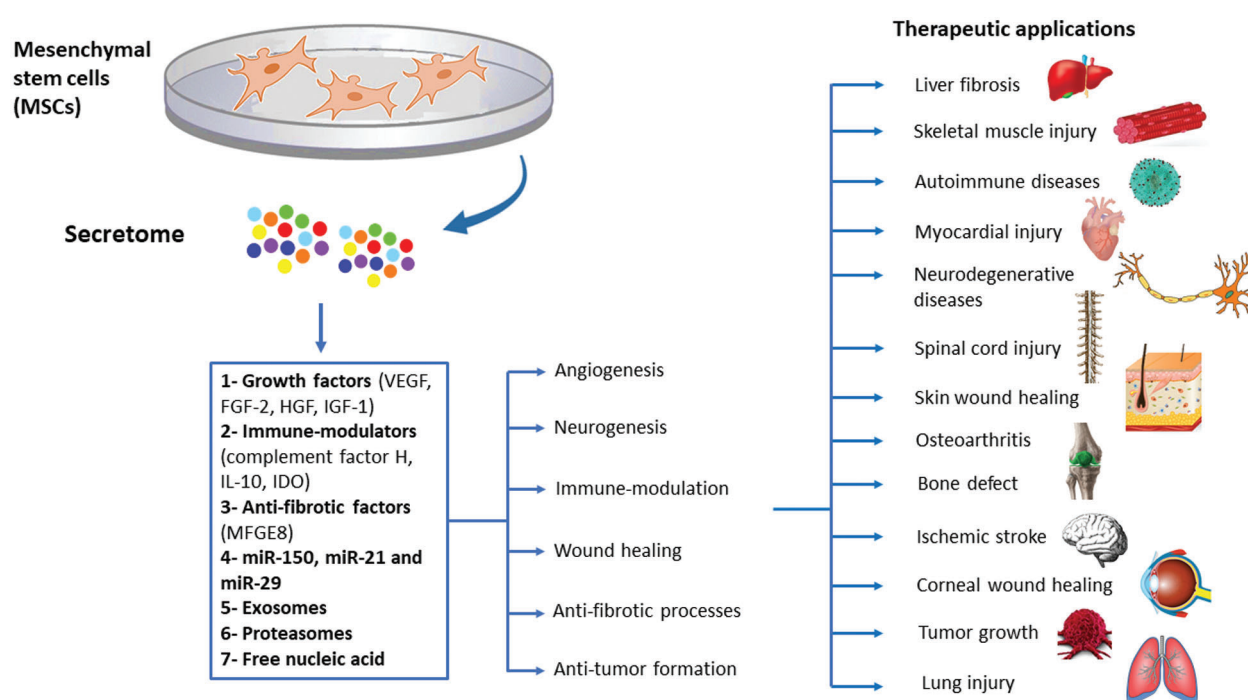 Mesenchymal
stem cells
(MSCs)
Secretome
1- Growth factors (VEGF,
FGF-2, HGF, IGF-1)
2- Immune-modulators
(complement factor H,
IL-10, IDO)
3- Anti-fibrotic factors
(MFGE8)
4- miR-150, miR-21 and
miR-29
5- Exosomes
6- Proteasomes
7- Free nucleic acid
Angiogenesis
Neurogenesis
Immune-modulation
Wound healing
Anti-fibrotic processes
Anti-tumor formation
Therapeutic applications
Liver fibrosis
Skeletal muscle injury
Autoimmune diseases
Myocardial injury
Neurodegenerative
diseases
Spinal cord injury
Skin wound healing
Osteoarthritis
Bone defect
Ischemic stroke
Corneal wound healing
Tumor growth
Lung injury